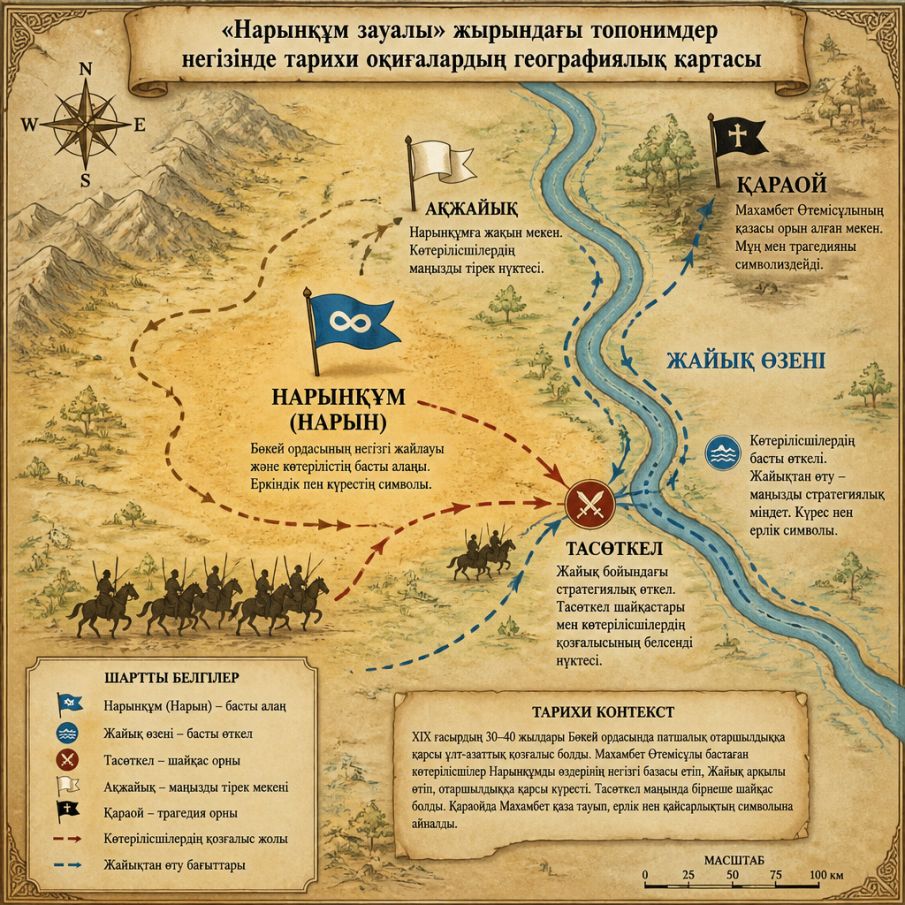 «Нарынқұм зауалы» жырындағы топонимдер
негізінде тарихи оқиғалардың географиялық картасы
N
W
E
S
АҚЖАЙЫҚ
Нарынқұмға жақын мекен.
Көтерілісшілердің
маңызды тірек нүктесі.
ҚАРАОЙ
Махамбет Өтемісұлының
қазасы орын алған мекен.
Мұң мен трагедияны
символиздейді.
НАРЫНҚҰМ
(НАРЫН)
Бөкей ордасының негізгі жайлауы
және көтерілістің басты алаңы.
Еркіндік пен күрестің символы.
ЖАЙЫҚ ӨЗЕНІ
Көтерілісшілердің
басты өткелі.
Жайықтан өту –
маңызды стратегиялық
міндет. Күрес нен
ерлік символы.
ТАСӨТКЕЛ
Жайық бойындағы
стратегиялық өткел.
Тасөткел шайқастары
мен көтерілісшілердің
қозғалысының белсенді
нүктесі.
ШАРТТЫ БЕЛГІЛЕР
Нарынқұм (Нарын) – басты алаң
Жайық өзені – басты өткел
Тасөткел – шайқас орны
Ақжайық – маңызды тірек мекені
Қараой – трагедия орны
Көтерілісшілердің қозғалыс жолы
Жайықтан өту бағыттары
ТАРИХИ КОНТЕКСТ
XIX ғасырдың 30–40 жылдары Бөкей ордасында патшалық отаршылдыққа
қарсы ұлт-азаттық қозғалыс болды. Махамбет Өтемісұлы бастаған
көтерілісшілер Нарынқұмды өздерінің негізгі базасы етіп, Жайық арқылы
өтіп, отаршылдыққа қарсы күресті. Тасөткел маңында бірнеше шайқас
болды. Қараойда Махамбет қаза тауып, ерлік нен қайсарлықтың символына
айналды.
МАСШТАБ
0 25 50 75 100 км